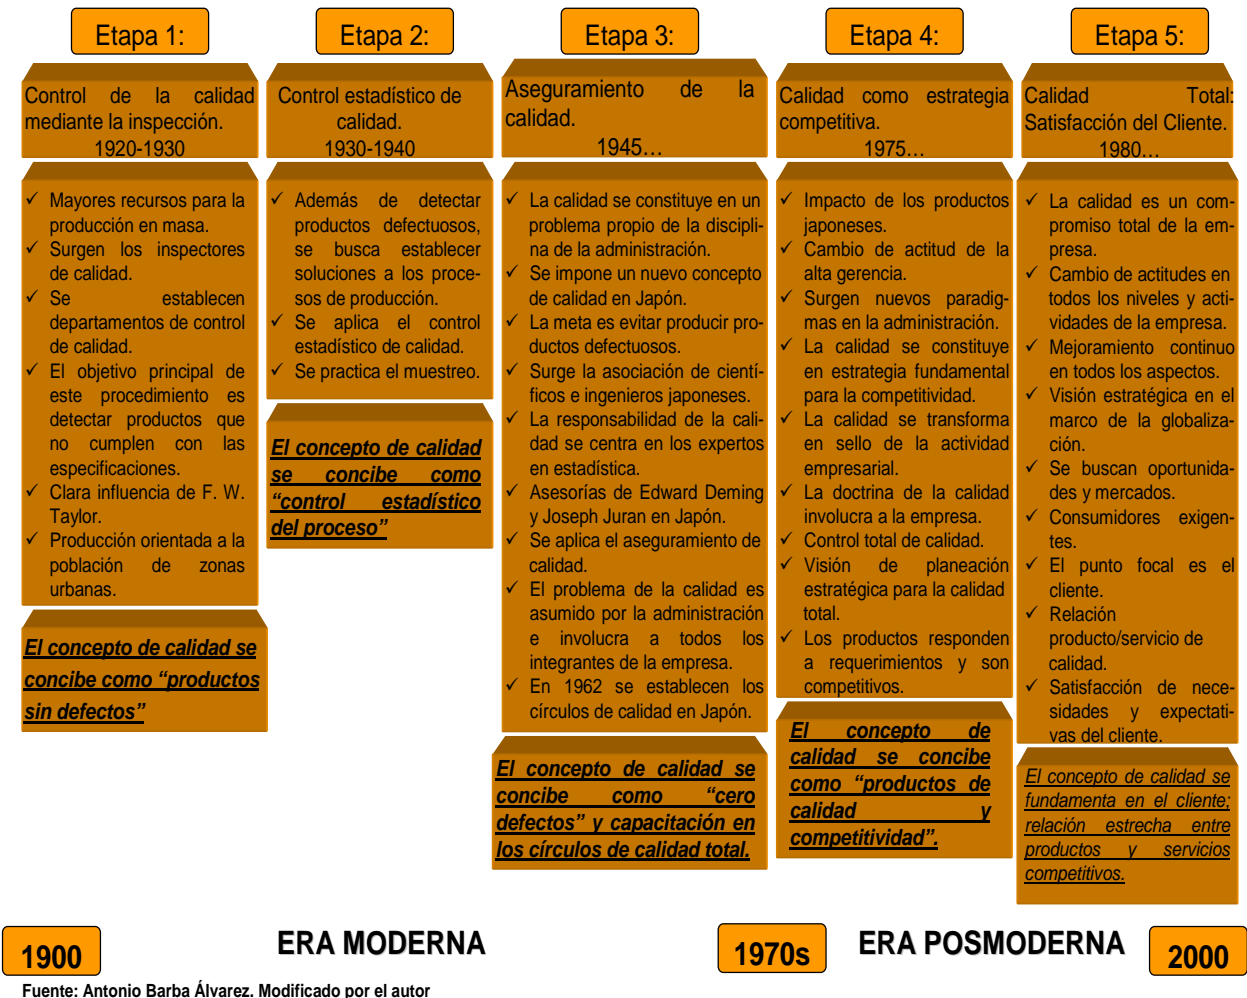 Etapa 1:
Control de la calidad
mediante la inspección.
1920-1930
✓ Mayores recursos para la
producción en masa.
✓ Surgen los inspectores
de calidad.
✓ Se establecen
departamentos de control
de calidad.
✓ El objetivo principal de
este procedimiento es
detectar productos que
no cumplen con las
especificaciones.
✓ Clara influencia de F. W.
Taylor.
✓ Producción orientada a la
población de zonas
urbanas.
El concepto de calidad se
concibe como “productos
sin defectos”
Etapa 2:
Control estadístico de
calidad.
1930-1940
✓ Además de detectar
productos defectuosos,
se busca establecer
soluciones a los proce-
sos de producción.
✓ Se aplica el control
estadístico de calidad.
✓ Se practica el muestreo.
El concepto de calidad
se concibe como
“control estadístico
del proceso”
Etapa 3:
Aseguramiento de la
calidad.
1945…
✓ La calidad se constituye en un
problema propio de la discipli-
na de la administración.
✓ Se impone un nuevo concepto
de calidad en Japón.
✓ La meta es evitar producir pro-
ductos defectuosos.
✓ Surge la asociación de cientí-
ficos e ingenieros japoneses.
✓ La responsabilidad de la cali-
dad se centra en los expertos
en estadística.
✓ Asesorías de Edward Deming
y Joseph Juran en Japón.
✓ Se aplica el aseguramiento de
calidad.
✓ El problema de la calidad es
asumido por la administración
e involucra a todos los
integrantes de la empresa.
✓ En 1962 se establecen los
círculos de calidad en Japón.
El concepto de calidad se
concibe como “cero
defectos” y capacitación en
los círculos de calidad total.
Etapa 4:
Calidad como estrategia
competitiva.
1975…
✓ Impacto de los productos
japoneses.
✓ Cambio de actitud de la
alta gerencia.
✓ Surgen nuevos paradig-
mas en la administración.
✓ La calidad se constituye
en estrategia fundamental
para la competitividad.
✓ La calidad se transforma
en sello de la actividad
empresarial.
✓ La doctrina de la calidad
involucra a la empresa.
✓ Control total de calidad.
✓ Visión de planeación
estratégica para la calidad
total.
✓ Los productos responden
a requerimientos y son
competitivos.
El concepto de
calidad se concibe
como “productos de
calidad y
competitividad”.
Etapa 5:
Calidad Total:
Satisfacción del Cliente.
1980…
✓ La calidad es un com-
promiso total de la em-
presa.
✓ Cambio de actitudes en
todos los niveles y acti-
vidades de la empresa.
✓ Mejoramiento continuo
en todos los aspectos.
✓ Visión estratégica en el
marco de la globaliza-
ción.
✓ Se buscan oportunida-
des y mercados.
✓ Consumidores exigen-
tes.
✓ El punto focal es el
cliente.
✓ Relación
producto/servicio de
calidad.
✓ Satisfacción de nece-
sidades y expectati-
vas del cliente.
El concepto de calidad se
fundamenta en el cliente;
relación estrecha entre
productos y servicios
competitivos.
1900
ERA MODERNA
1970s
ERA POSMODERNA
2000
Fuente: Antonio Barba Álvarez. Modificado por el autor